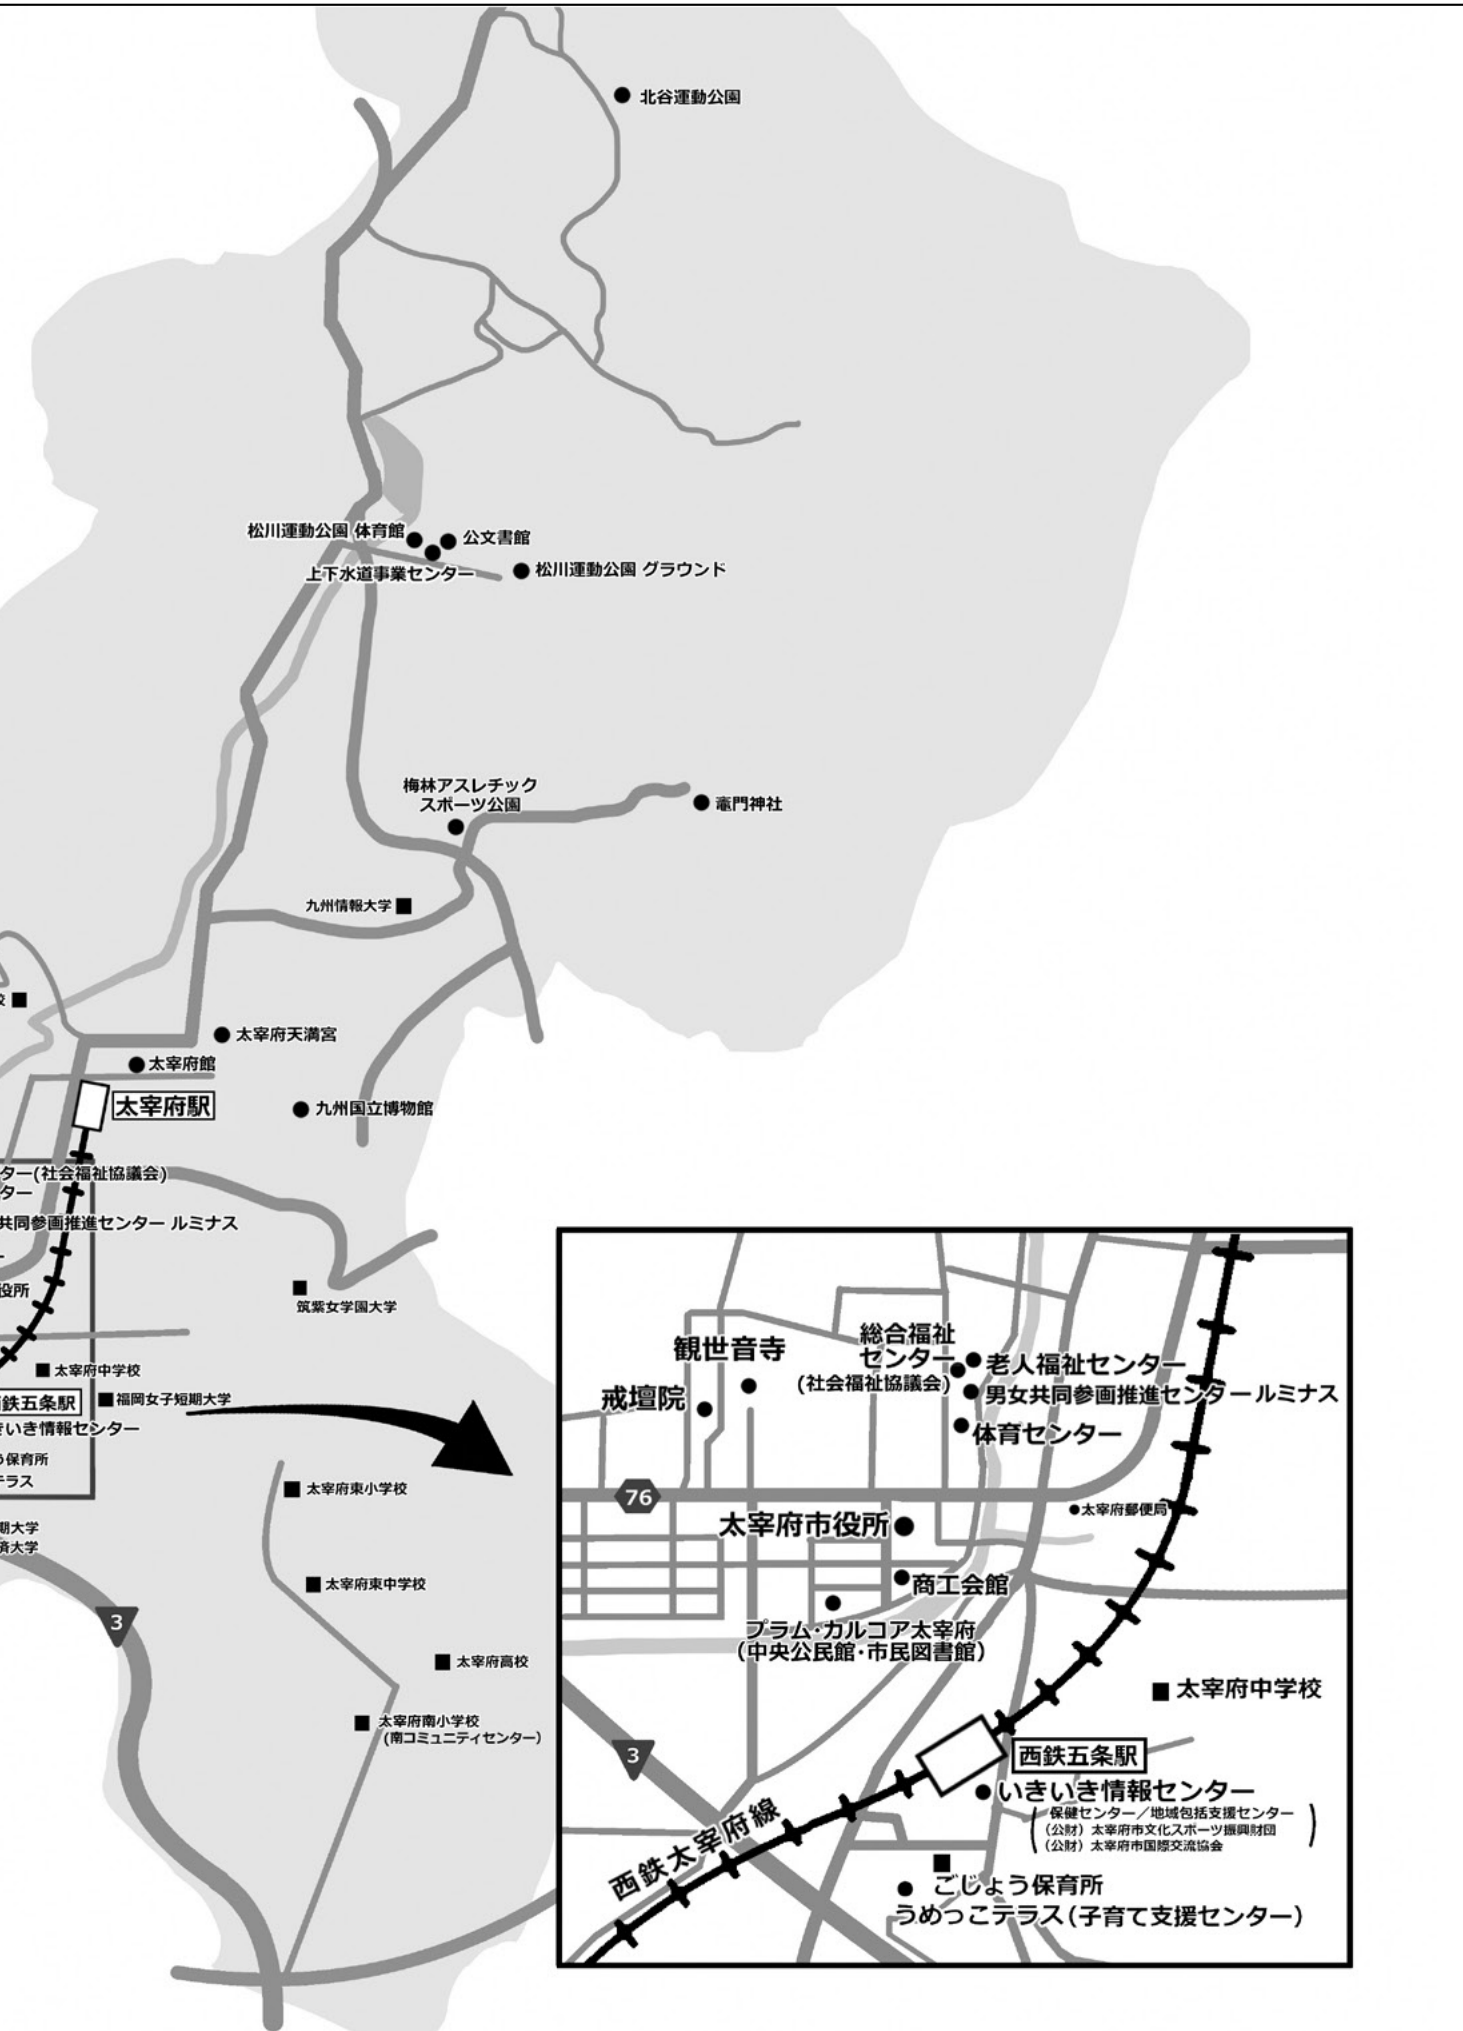 北谷運動公園
松川運動公園 体育館
公文書館
上下水道事業センター
松川運動公園 グラウンド
梅林アスレチック
スポーツ公園
竈門神社
九州情報大学
校
太宰府天満宮
太宰府館
太宰府駅
九州国立博物館
ター(社会福祉協議会)
ター
共同参画推進センター ルミナス
ー
役所
筑紫女学園大学
太宰府中学校
鉄五条駅
福岡女子短期大学
きいき情報センター
う保育所
テラス
期大学
済大学
太宰府東小学校
太宰府東中学校
3
太宰府高校
太宰府南小学校
(南コミュニティセンター)
観世音寺
戒壇院
総合福祉
センター
(社会福祉協議会)
老人福祉センター
男女共同参画推進センター ルミナス
体育センター
76
太宰府郵便局
太宰府市役所
商工会館
プラム・カルコア太宰府
(中央公民館・市民図書館)
太宰府中学校
3
西鉄五条駅
いきいき情報センター
(保健センター/地域包括支援センター
(公財)太宰府市文化スポーツ振興財団
(公財)太宰府市国際交流協会)
西鉄太宰府線
ごじょう保育所
うめっこテラス(子育て支援センター)